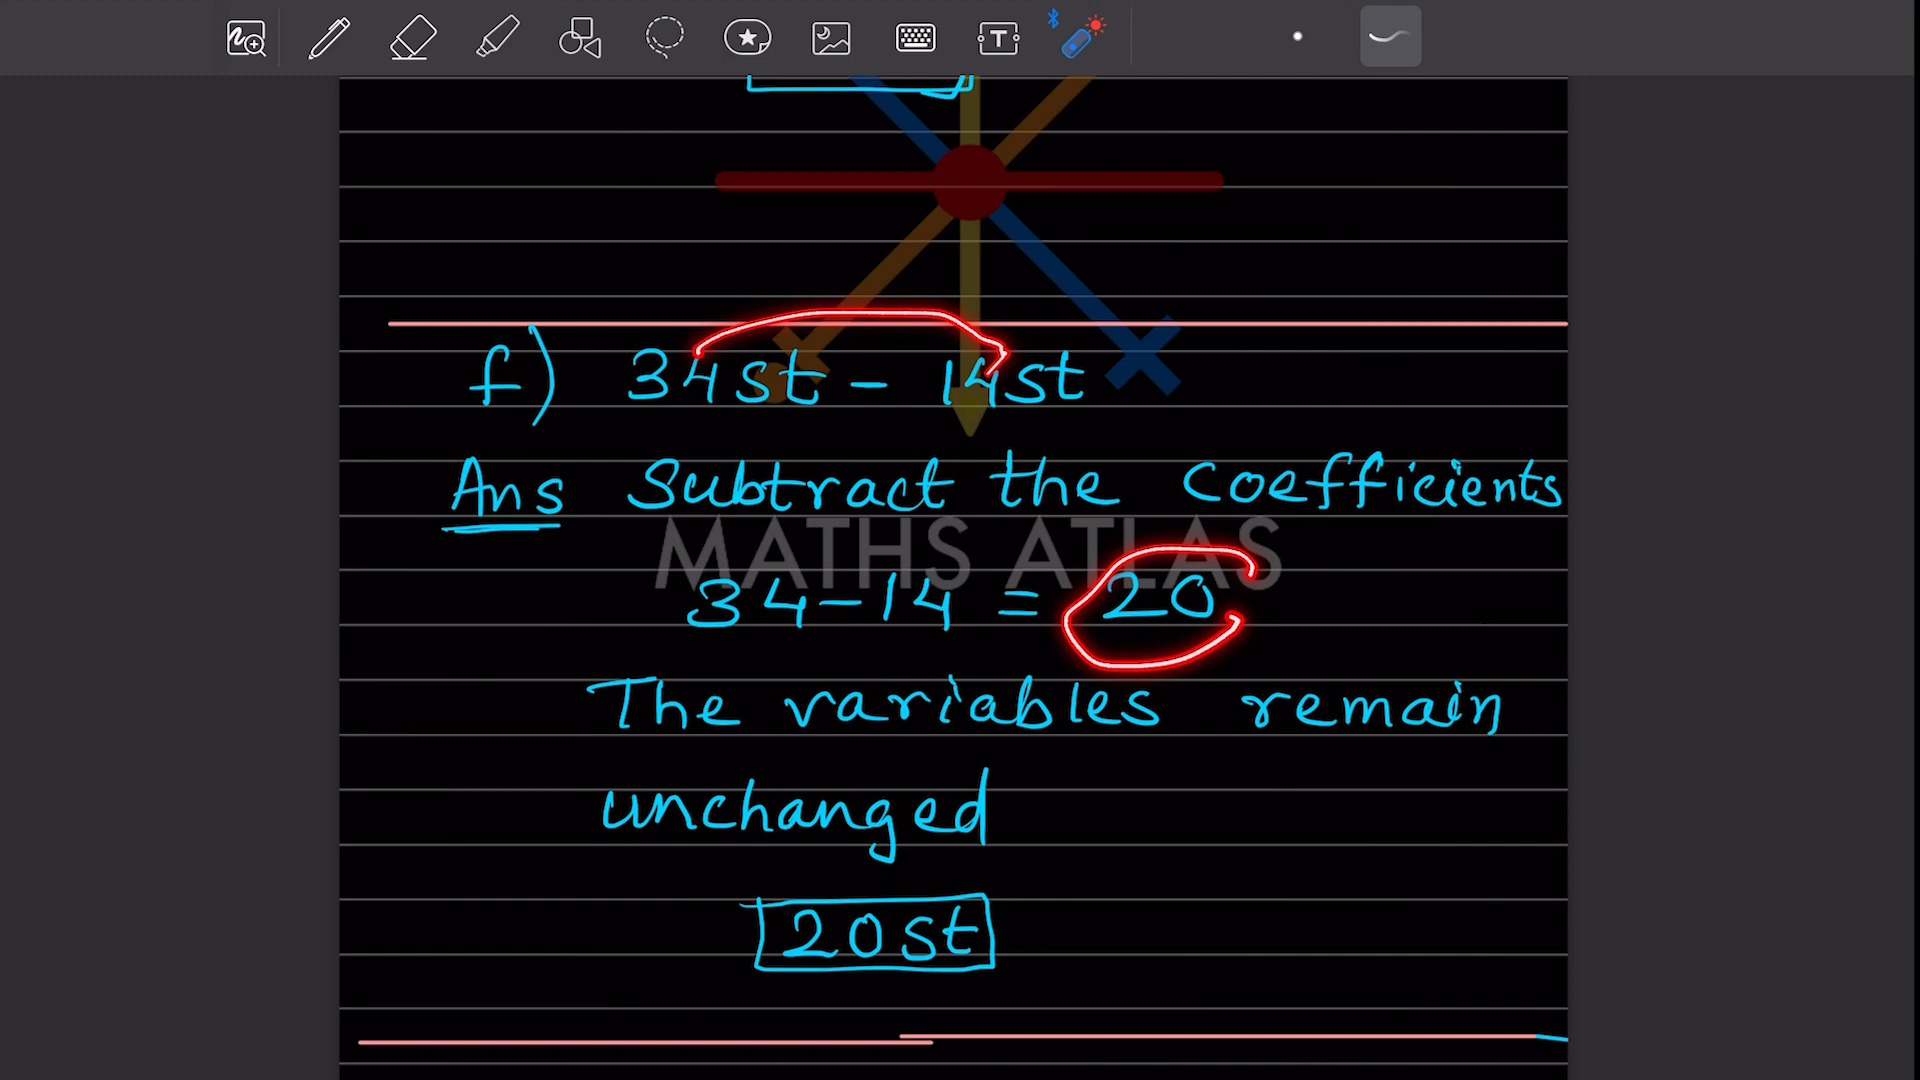 f) 34st - 14st
Ans Subtract the coefficients
MATHS ATLAS
34-14 = 20
The variables remain
unchanged
20st